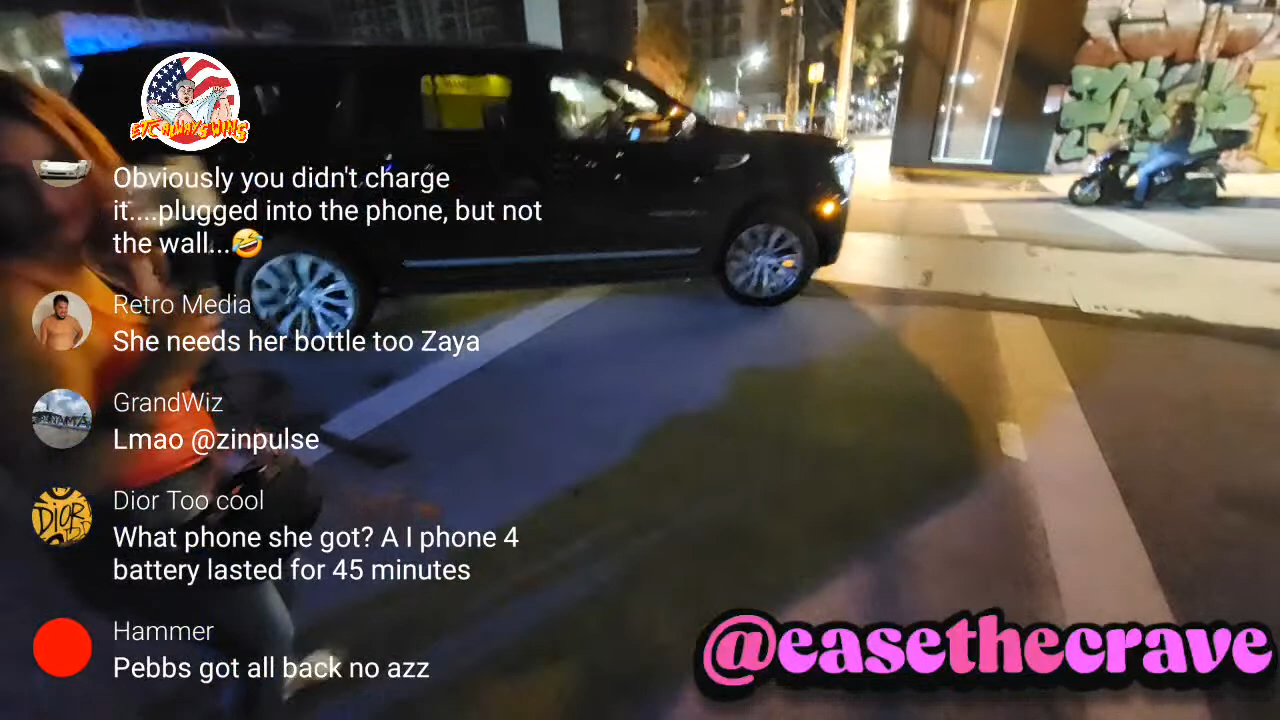 ETC ALWAYS WINS
Obviously you didn't charge
it....plugged into the phone, but not
the wall...🤣
Retro Media
She needs her bottle too Zaya
GrandWiz
Lmao @zinpulse
PANAMÁ
Dior Too cool
DIOR
What phone she got? A I phone 4
battery lasted for 45 minutes
Hammer
Pebbs got all back no azz
@easethecrave